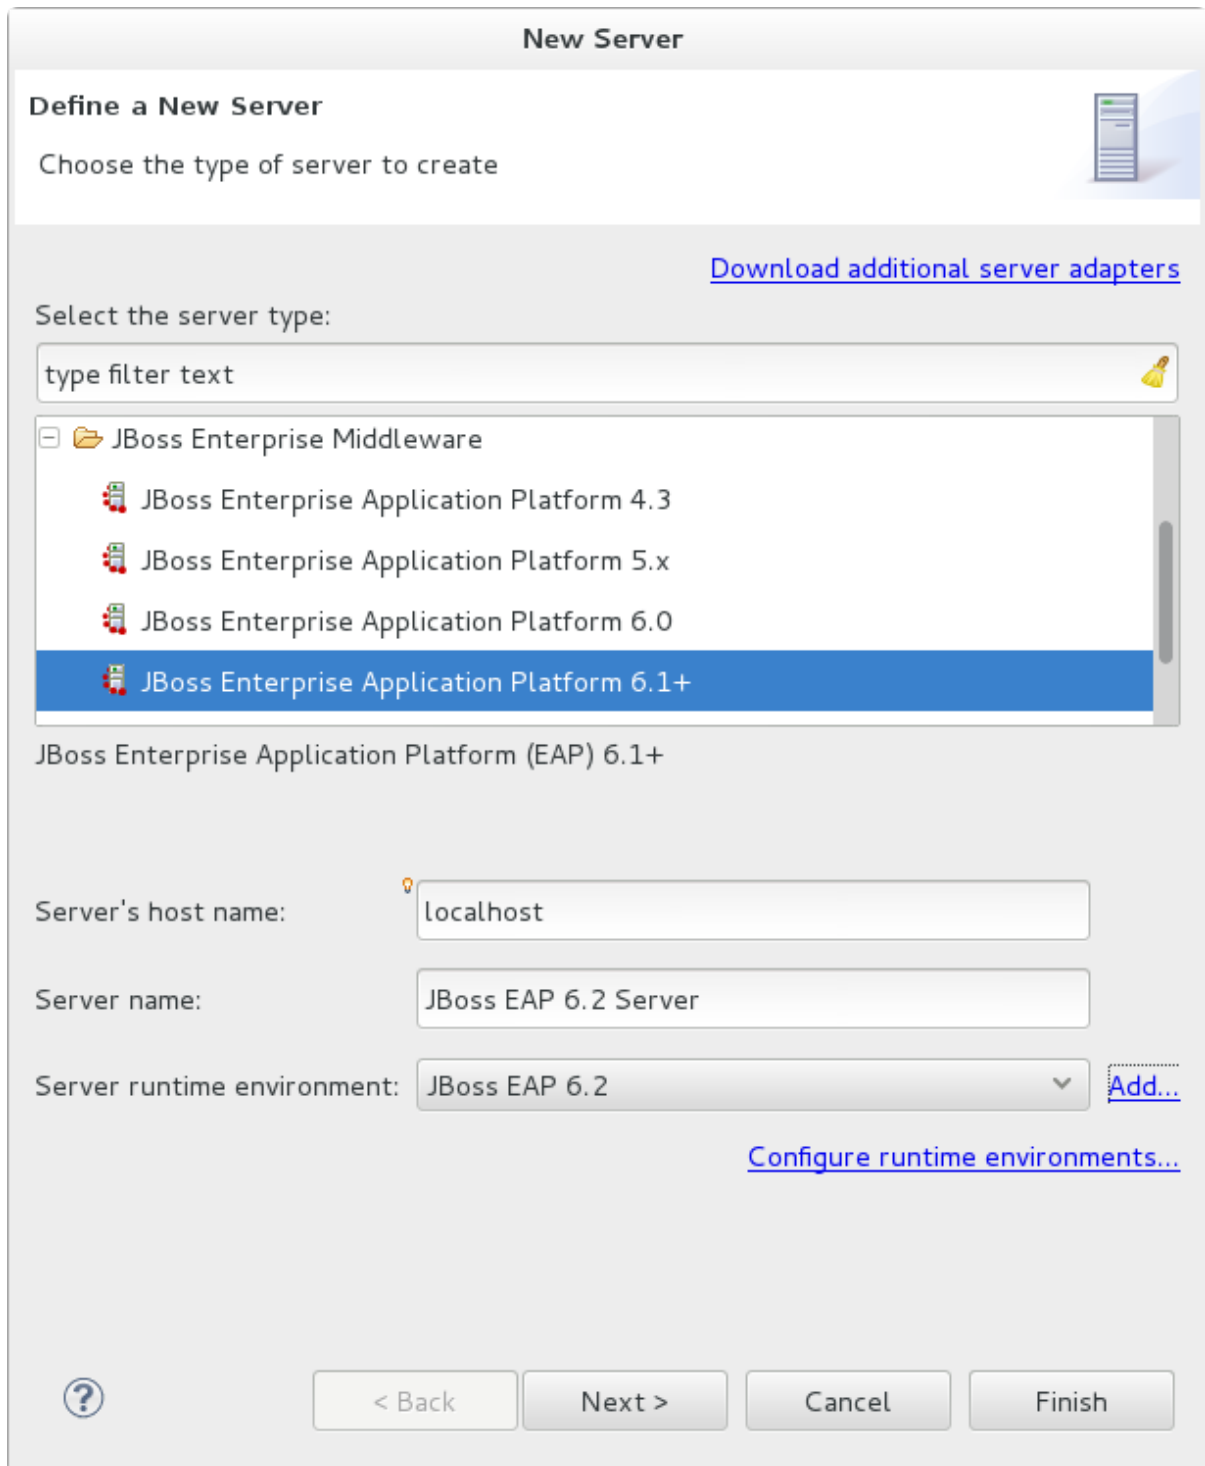 New Server
Define a New Server
Choose the type of server to create
Download additional server adapters
Select the server type:
type filter text
JBoss Enterprise Middleware
JBoss Enterprise Application Platform 4.3
JBoss Enterprise Application Platform 5.x
JBoss Enterprise Application Platform 6.0
JBoss Enterprise Application Platform 6.1+
JBoss Enterprise Application Platform (EAP) 6.1+
Server's host name: localhost
Server name: JBoss EAP 6.2 Server
Server runtime environment: JBoss EAP 6.2 Add...
Configure runtime environments...
? < Back Next > Cancel Finish